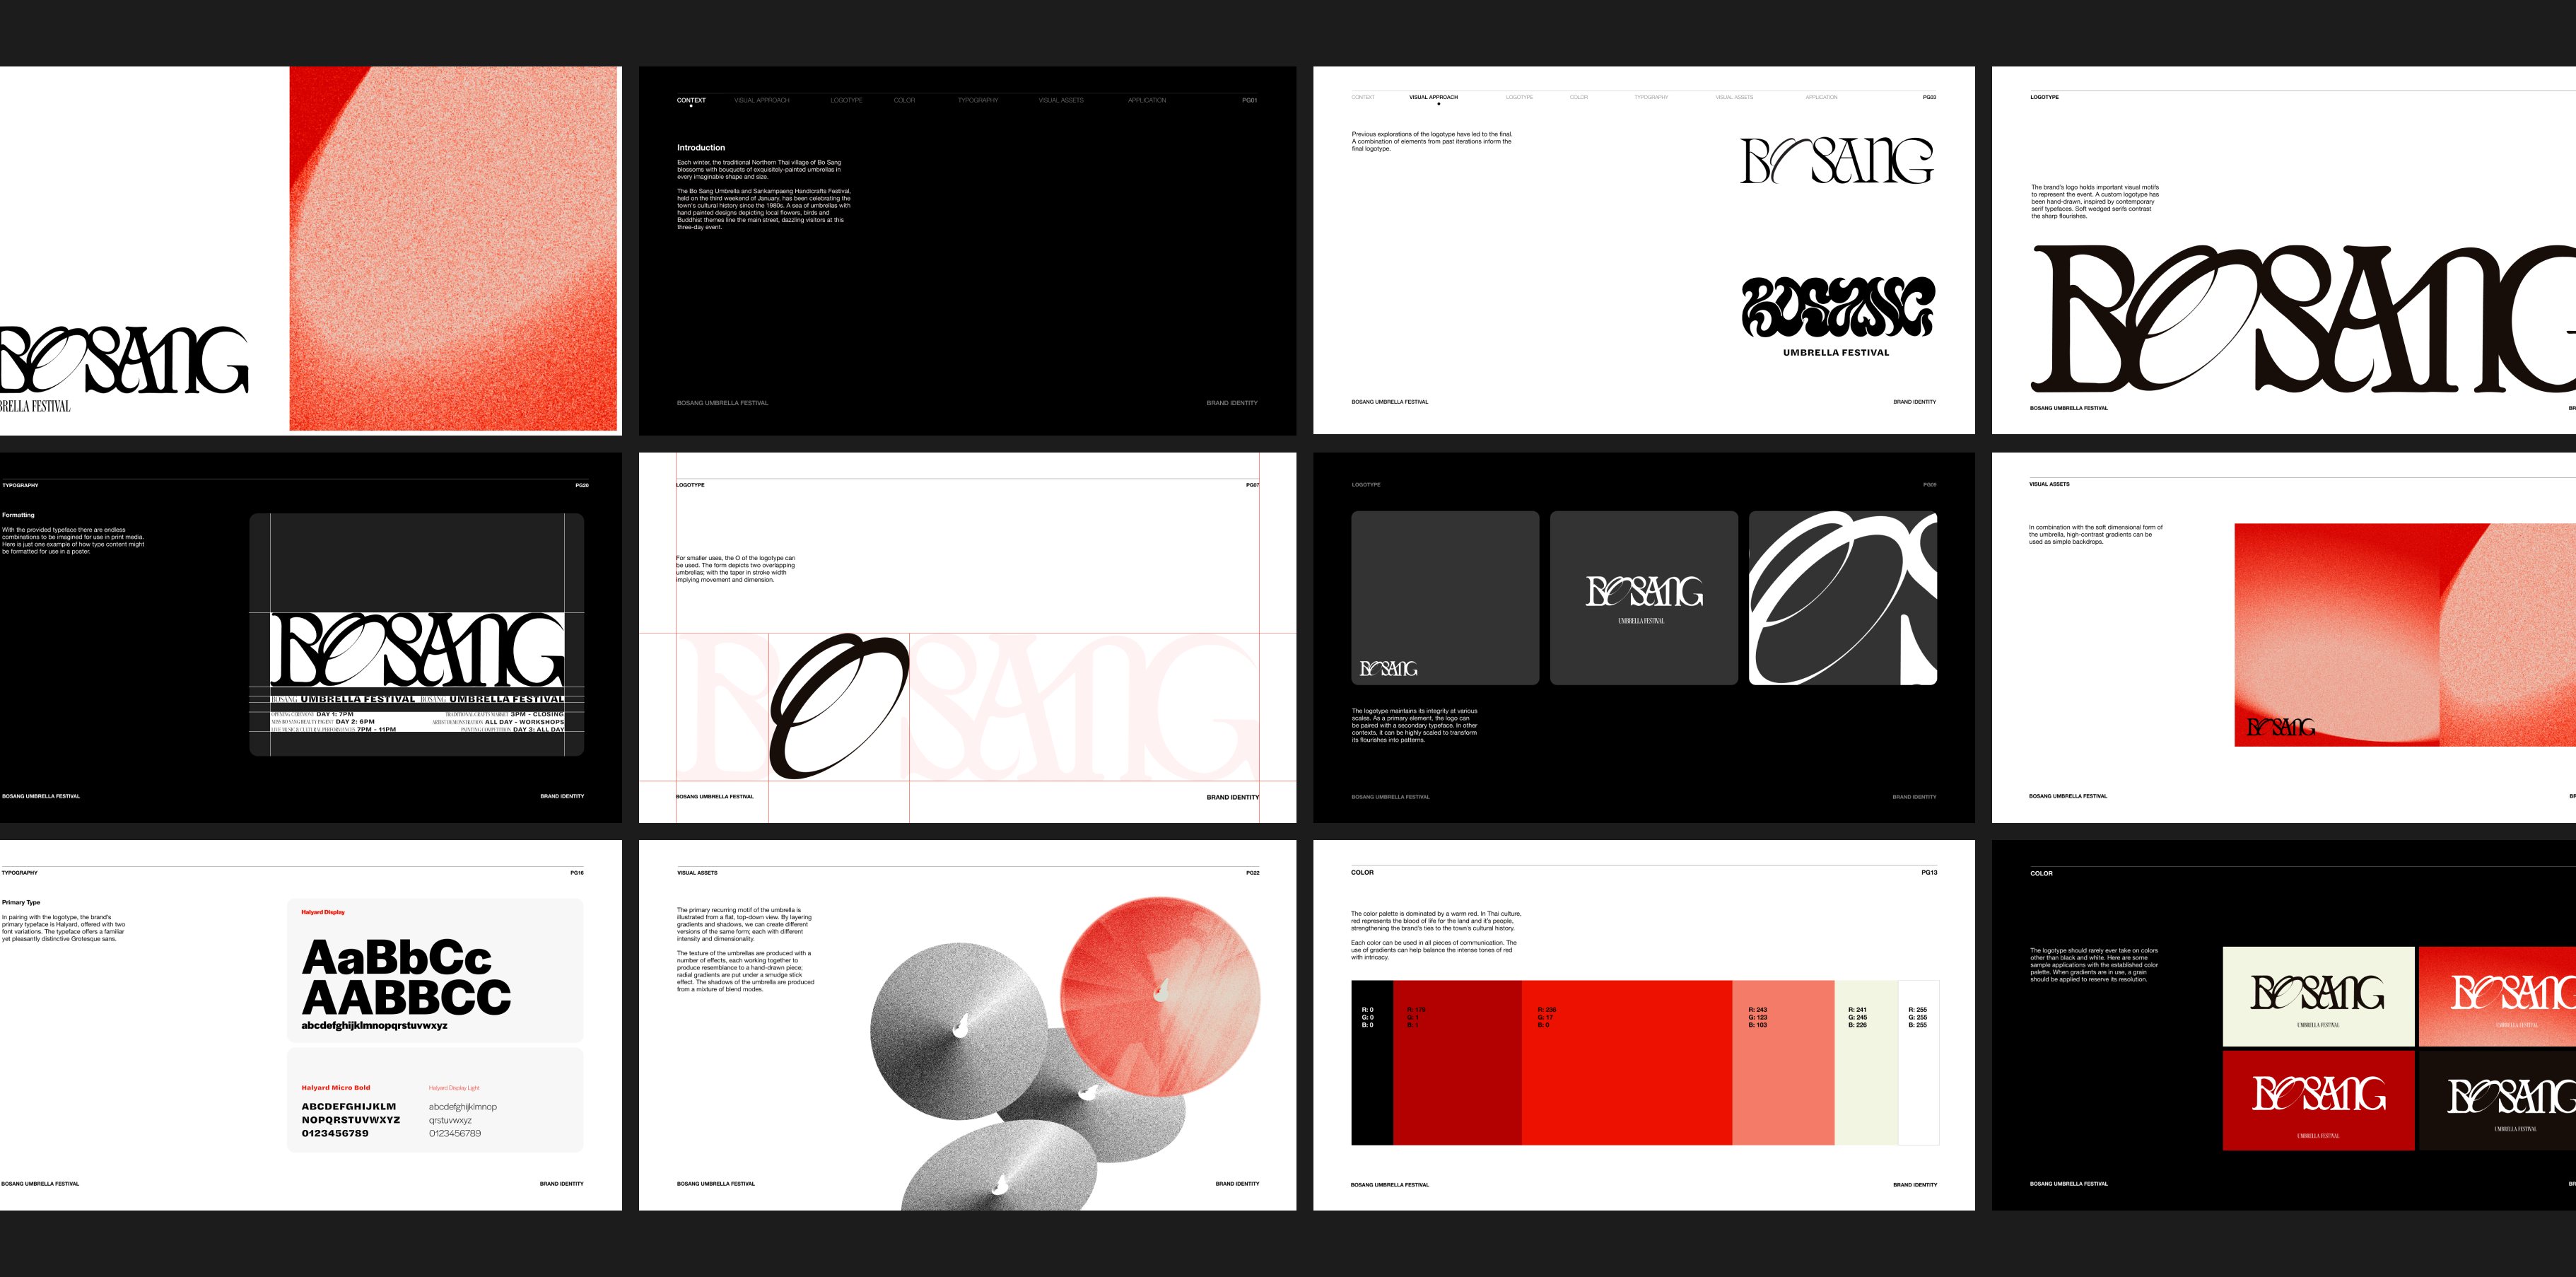 BOSANG
BRELLA FESTIVAL
CONTEXT VISUAL APPROACH LOGOTYPE COLOR TYPOGRAPHY VISUAL ASSETS APPLICATION PG01
Introduction
Each winter, the traditional Northern Thai village of Bo Sang
blossoms with bouquets of exquisitely-painted umbrellas in
every imaginable shape and size.
The Bo Sang Umbrella and Sankampaeng Handicrafts Festival,
held on the third weekend of January, has been celebrating the
town's cultural history since the 1980s. A sea of umbrellas with
hand painted designs depicting local flowers, birds and
Buddhist themes line the main street, dazzling visitors at this
three-day event.
BOSANG UMBRELLA FESTIVAL BRAND IDENTITY
CONTEXT VISUAL APPROACH LOGOTYPE COLOR TYPOGRAPHY VISUAL ASSETS APPLICATION PG03
Previous explorations of the logotype have led to the final.
A combination of elements from past iterations inform the
final logotype.
BOSANG
BOSANG
UMBRELLA FESTIVAL
BOSANG UMBRELLA FESTIVAL BRAND IDENTITY
LOGOTYPE
The brand's logo holds important visual motifs
to represent the event. A custom logotype has
been hand-drawn, inspired by contemporary
serif typefaces. Soft wedged serifs contrast
the sharp flourishes.
BOSANG
BOSANG UMBRELLA FESTIVAL BR
TYPOGRAPHY PG20
Formatting
With the provided typeface there are endless
combinations to be imagined for use in print media.
Here is just one example of how type content might
be formatted for use in a poster.
BOSANG
BOSANG UMBRELLA FESTIVAL BOSANG UMBRELLA FESTIVAL
OPENING CEREMONY DAY 1: 7PM TRADITIONAL CRAFTS MARKET 3PM - CLOSING
MISS BO SANG BEAUTY PAGENT DAY 2: 6PM ARTIST DEMONSTRATION ALL DAY - WORKSHOPS
LIVE MUSIC & CULTURAL PERFORMANCES 7PM - 11PM PAINTING COMPETITION DAY 3: ALL DAY
BOSANG UMBRELLA FESTIVAL BRAND IDENTITY
LOGOTYPE PG07
For smaller uses, the O of the logotype can
be used. The form depicts two overlapping
umbrellas; with the taper in stroke width
implying movement and dimension.
BOSANG
BOSANG UMBRELLA FESTIVAL BRAND IDENTITY
LOGOTYPE PG09
BOSANG
BOSANG
UMBRELLA FESTIVAL
The logotype maintains its integrity at various
scales. As a primary element, the logo can
be paired with a secondary typeface. In other
contexts, it can be highly scaled to transform
its flourishes into patterns.
BOSANG UMBRELLA FESTIVAL BRAND IDENTITY
VISUAL ASSETS
In combination with the soft dimensional form of
the umbrella, high-contrast gradients can be
used as simple backdrops.
BOSANG
BOSANG UMBRELLA FESTIVAL BR
TYPOGRAPHY PG16
Primary Type
In pairing with the logotype, the brand's
primary typeface is Halyard, offered with two
font variations. The typeface offers a familiar
yet pleasantly distinctive Grotesque sans.
Halyard Display
AaBbCc
AABBCC
abcdefghijklmnopqrstuvwxyz
Halyard Micro Bold
ABCDEFGHIJKLM
NOPQRSTUVWXYZ
0123456789
Halyard Display Light
abcdefghijklmnop
qrstuvwxyz
0123456789
BOSANG UMBRELLA FESTIVAL BRAND IDENTITY
VISUAL ASSETS PG22
The primary recurring motif of the umbrella is
illustrated from a flat, top-down view. By layering
gradients and shadows, we can create different
versions of the same form; each with different
intensity and dimensionality.
The texture of the umbrellas are produced with a
number of effects, each working together to
produce resemblance to a hand-drawn piece;
radial gradients are put under a smudge stick
effect. The shadows of the umbrella are produced
from a mixture of blend modes.
BOSANG UMBRELLA FESTIVAL BRAND IDENTITY
COLOR PG13
The color palette is dominated by a warm red. In Thai culture,
red represents the blood of life for the land and it's people,
strengthening the brand's ties to the town's cultural history.
Each color can be used in all pieces of communication. The
use of gradients can help balance the intense tones of red
with intricacy.
R: 0
G: 0
B: 0
R: 179
G: 1
B: 1
R: 236
G: 17
B: 0
R: 243
G: 123
B: 103
R: 241
G: 245
B: 226
R: 255
G: 255
B: 255
BOSANG UMBRELLA FESTIVAL BRAND IDENTITY
COLOR
The logotype should rarely ever take on colors
other than black and white. Here are some
sample applications with the established color
palette. When gradients are in use, a grain
should be applied to reserve its resolution.
BOSANG
UMBRELLA FESTIVAL
BOSANG
UMBRELLA FESTIVAL
BOSANG
UMBRELLA FESTIVAL
BOSANG
UMBRELLA FESTIVAL
BOSANG UMBRELLA FESTIVAL BR